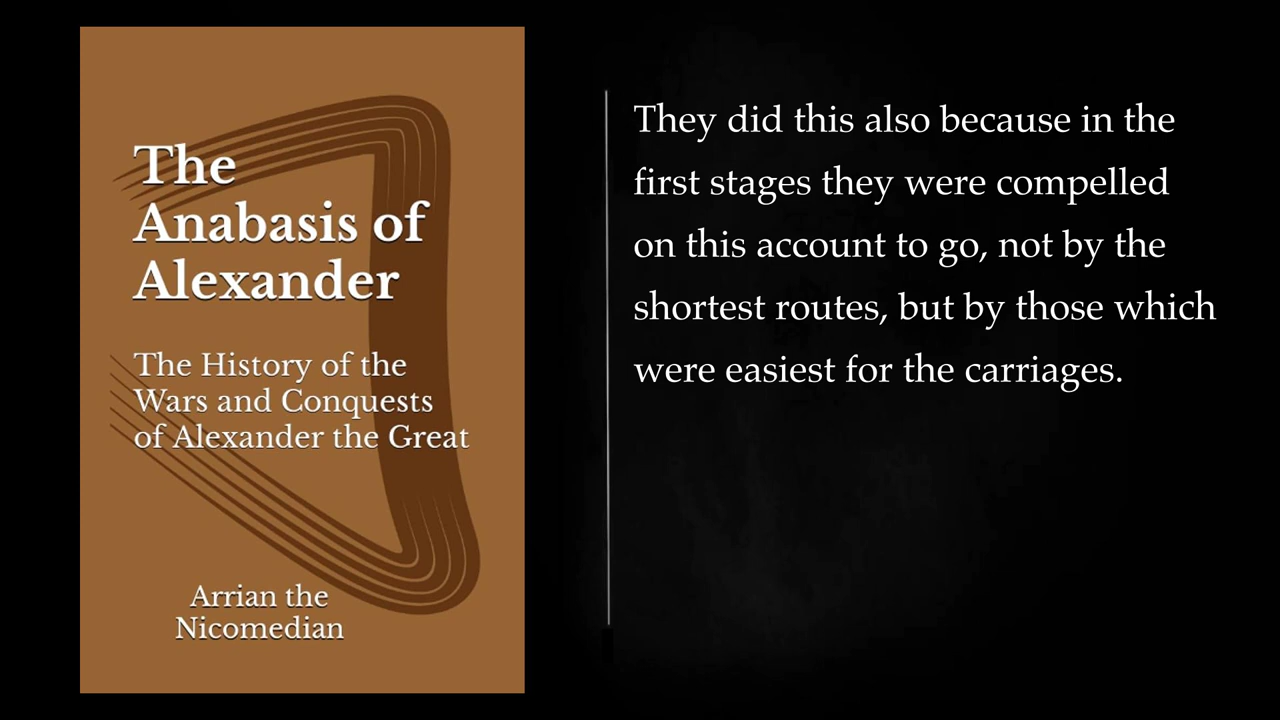 The
Anabasis of
Alexander
The History of the
Wars and Conquests
of Alexander the Great
Arrian the
Nicomedian
They did this also because in the
first stages they were compelled
on this account to go, not by the
shortest routes, but by those which
were easiest for the carriages.